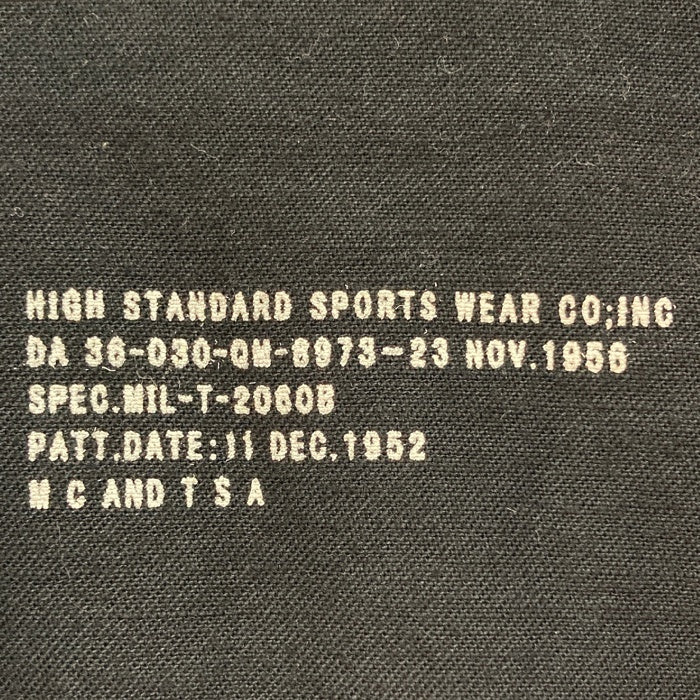 HIGH STANDARD SPORTS WEAR CO;INC
DA 36-030-QM-8973-23 NOV.1956
SPEC.MIL-T-2060B
PATT.DATE:11 DEC.1952
M C AND T S A